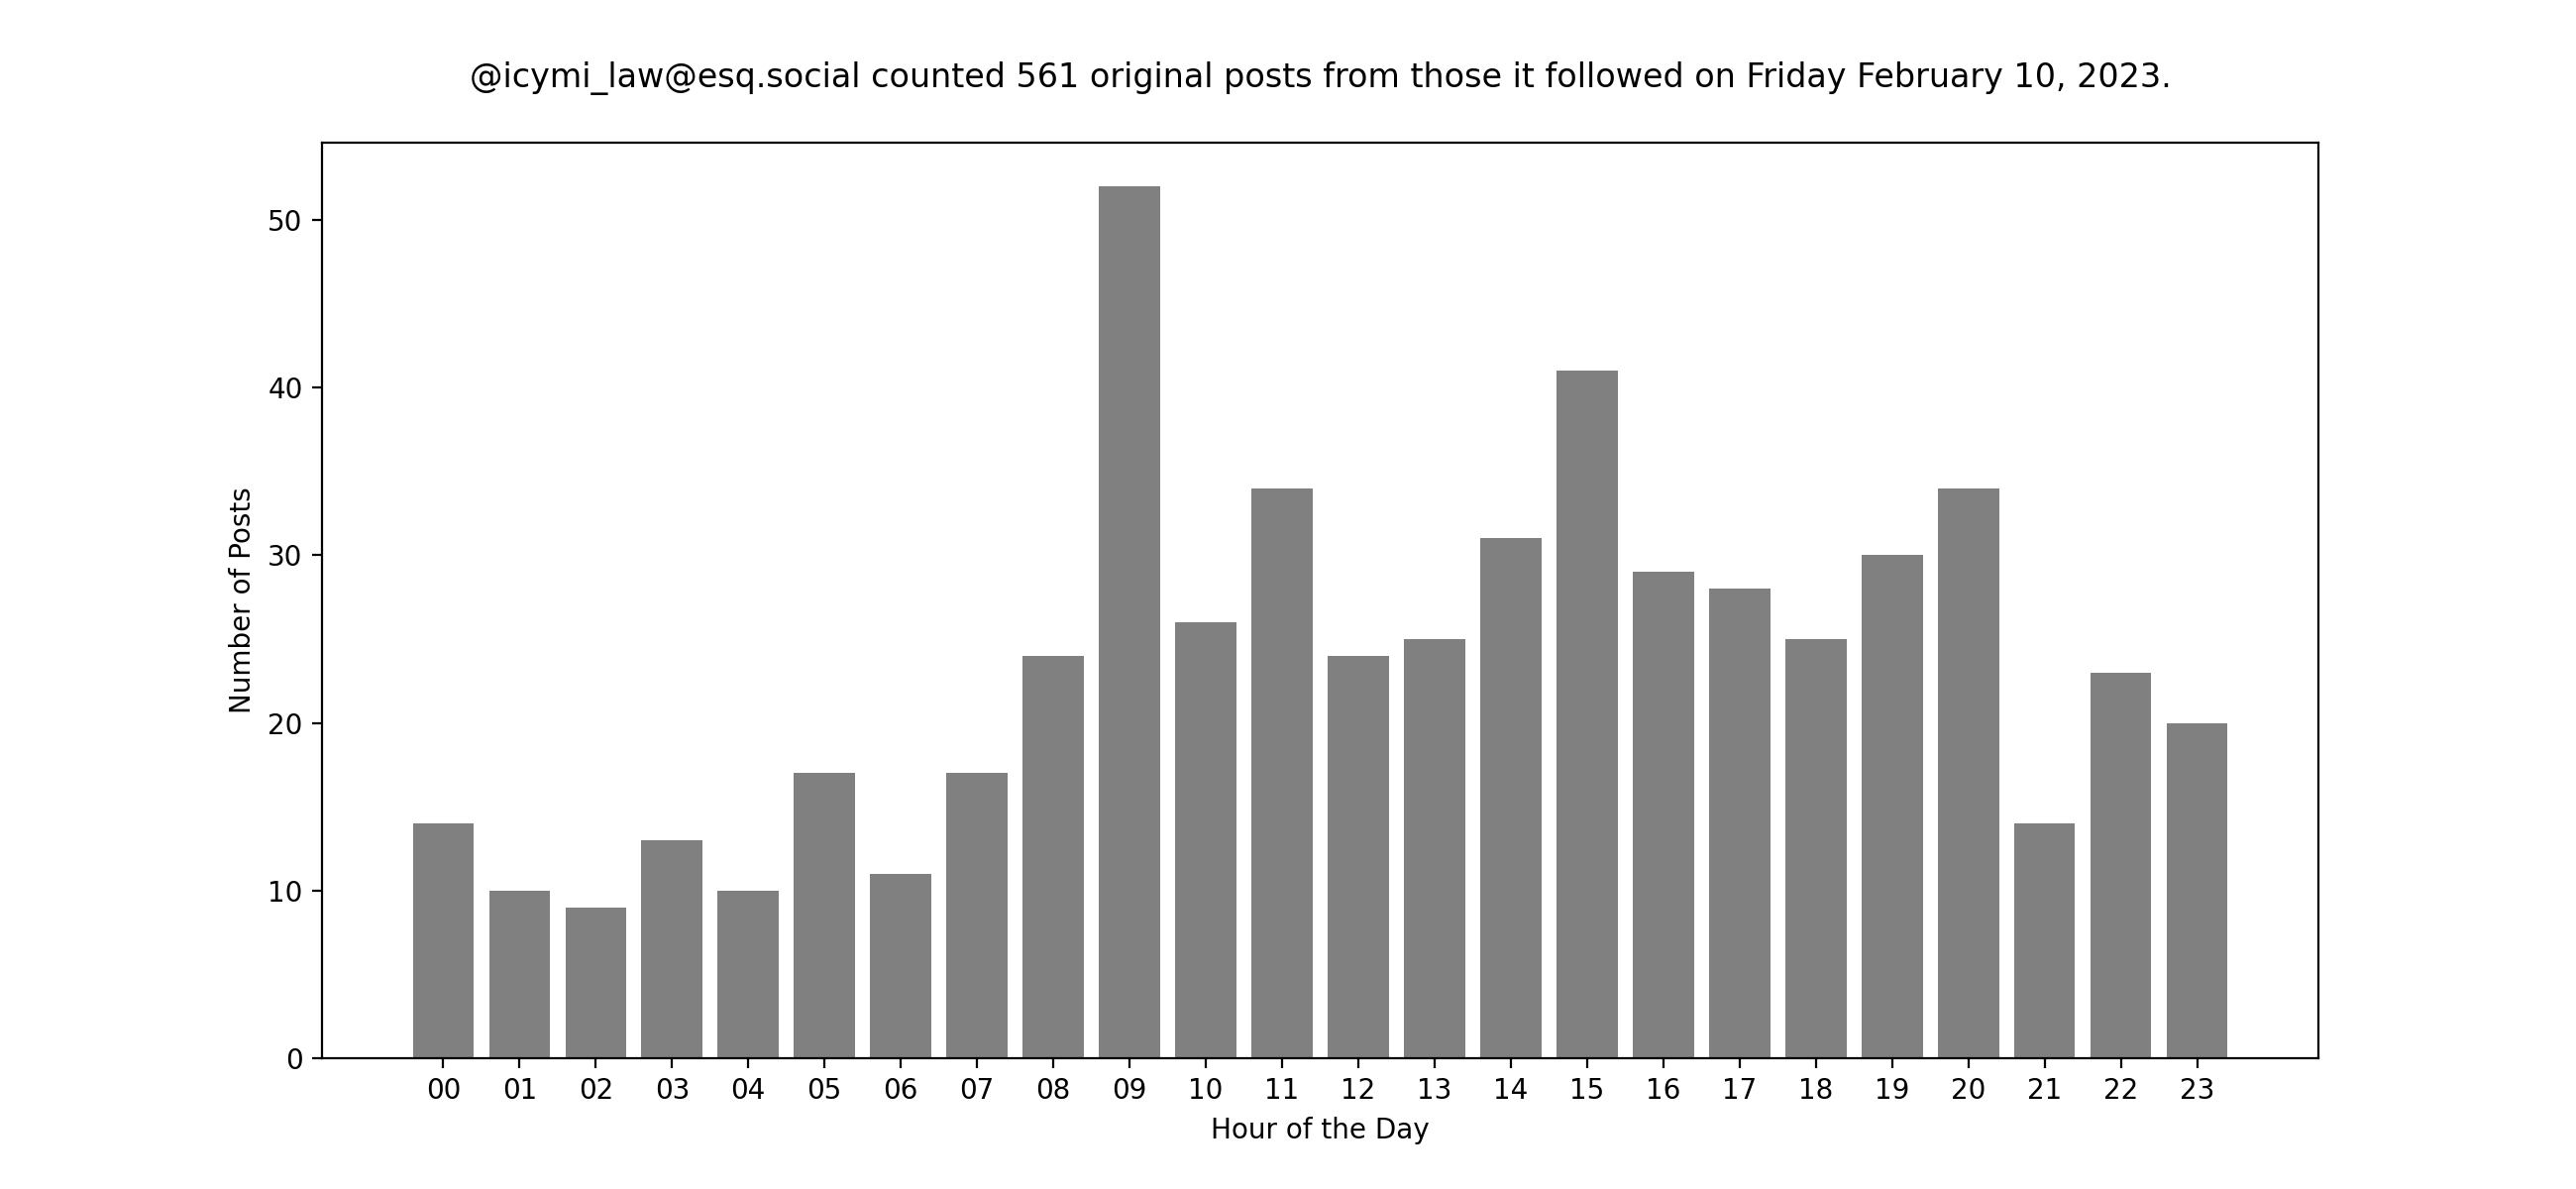 @icymi_law@esq.social counted 561 original posts from those it followed on Friday February 10, 2023.
50
40
30
20
10
0
Number of Posts
00 01 02 03 04 05 06 07 08 09 10 11 12 13 14 15 16 17 18 19 20 21 22 23
Hour of the Day